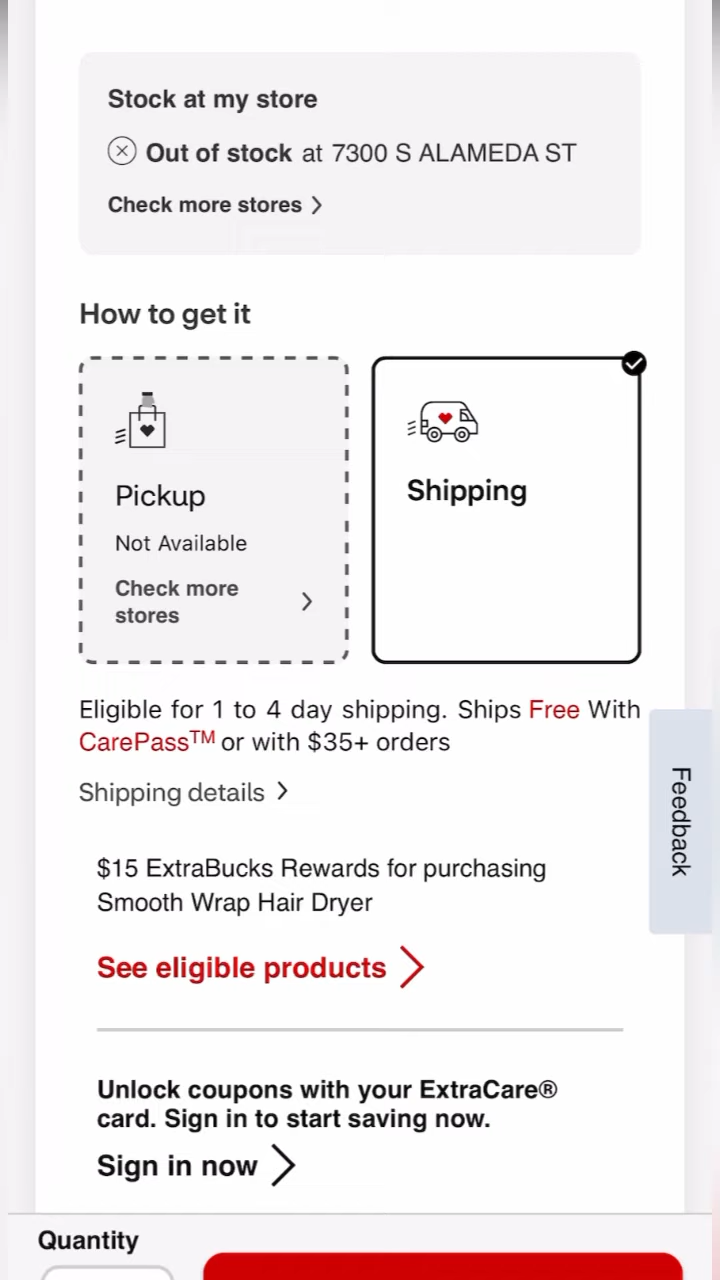 Stock at my store
Out of stock at 7300 S ALAMEDA ST
Check more stores
How to get it
Pickup
Not Available
Check more
stores
Shipping
Eligible for 1 to 4 day shipping. Ships Free With
CarePass™ or with $35+ orders
Shipping details
Feedback
$15 ExtraBucks Rewards for purchasing
Smooth Wrap Hair Dryer
See eligible products
Unlock coupons with your ExtraCare®
card. Sign in to start saving now.
Sign in now
Quantity